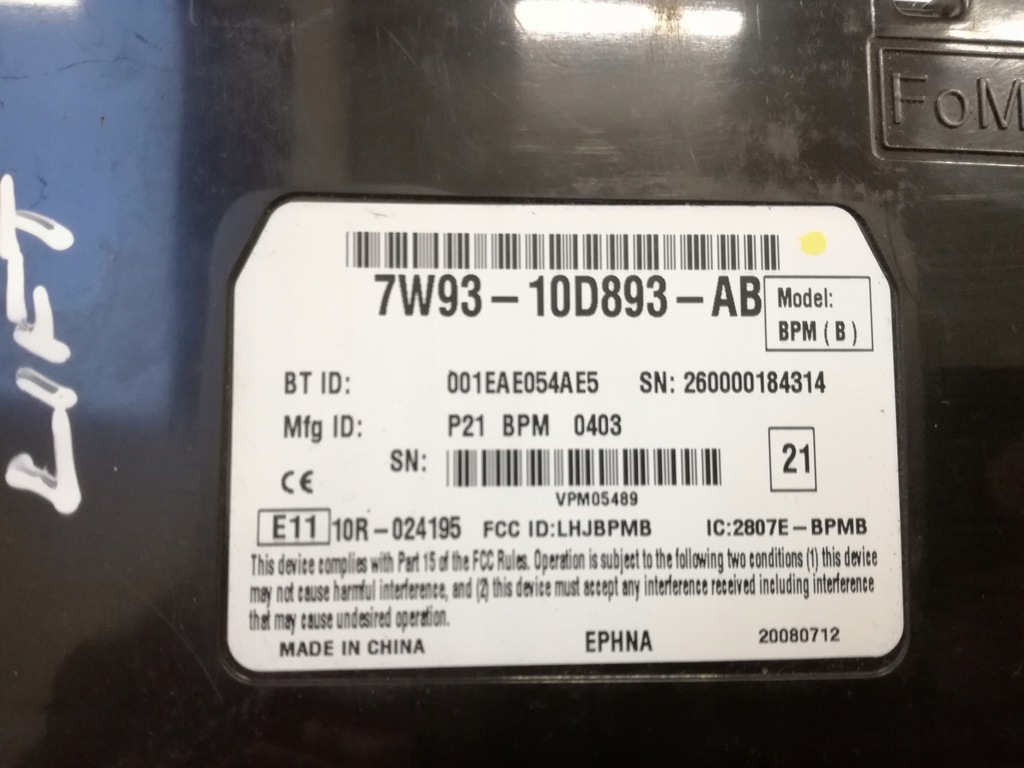 FoM
7W93-10D893-AB
Model:
BPM ( B )
BT ID: 001EAE054AE5 SN: 260000184314
Mfg ID: P21 BPM 0403
SN:
21
VPM05489
CE
E11 10R-024195 FCC ID:LHJBPMB IC:2807E-BPMB
This device complies with Part 15 of the FCC Rules. Operation is subject to the following two conditions (1) this device
may not cause harmful interference, and (2) this device must accept any interference received including interference
that may cause undesired operation.
MADE IN CHINA EPHNA 20080712